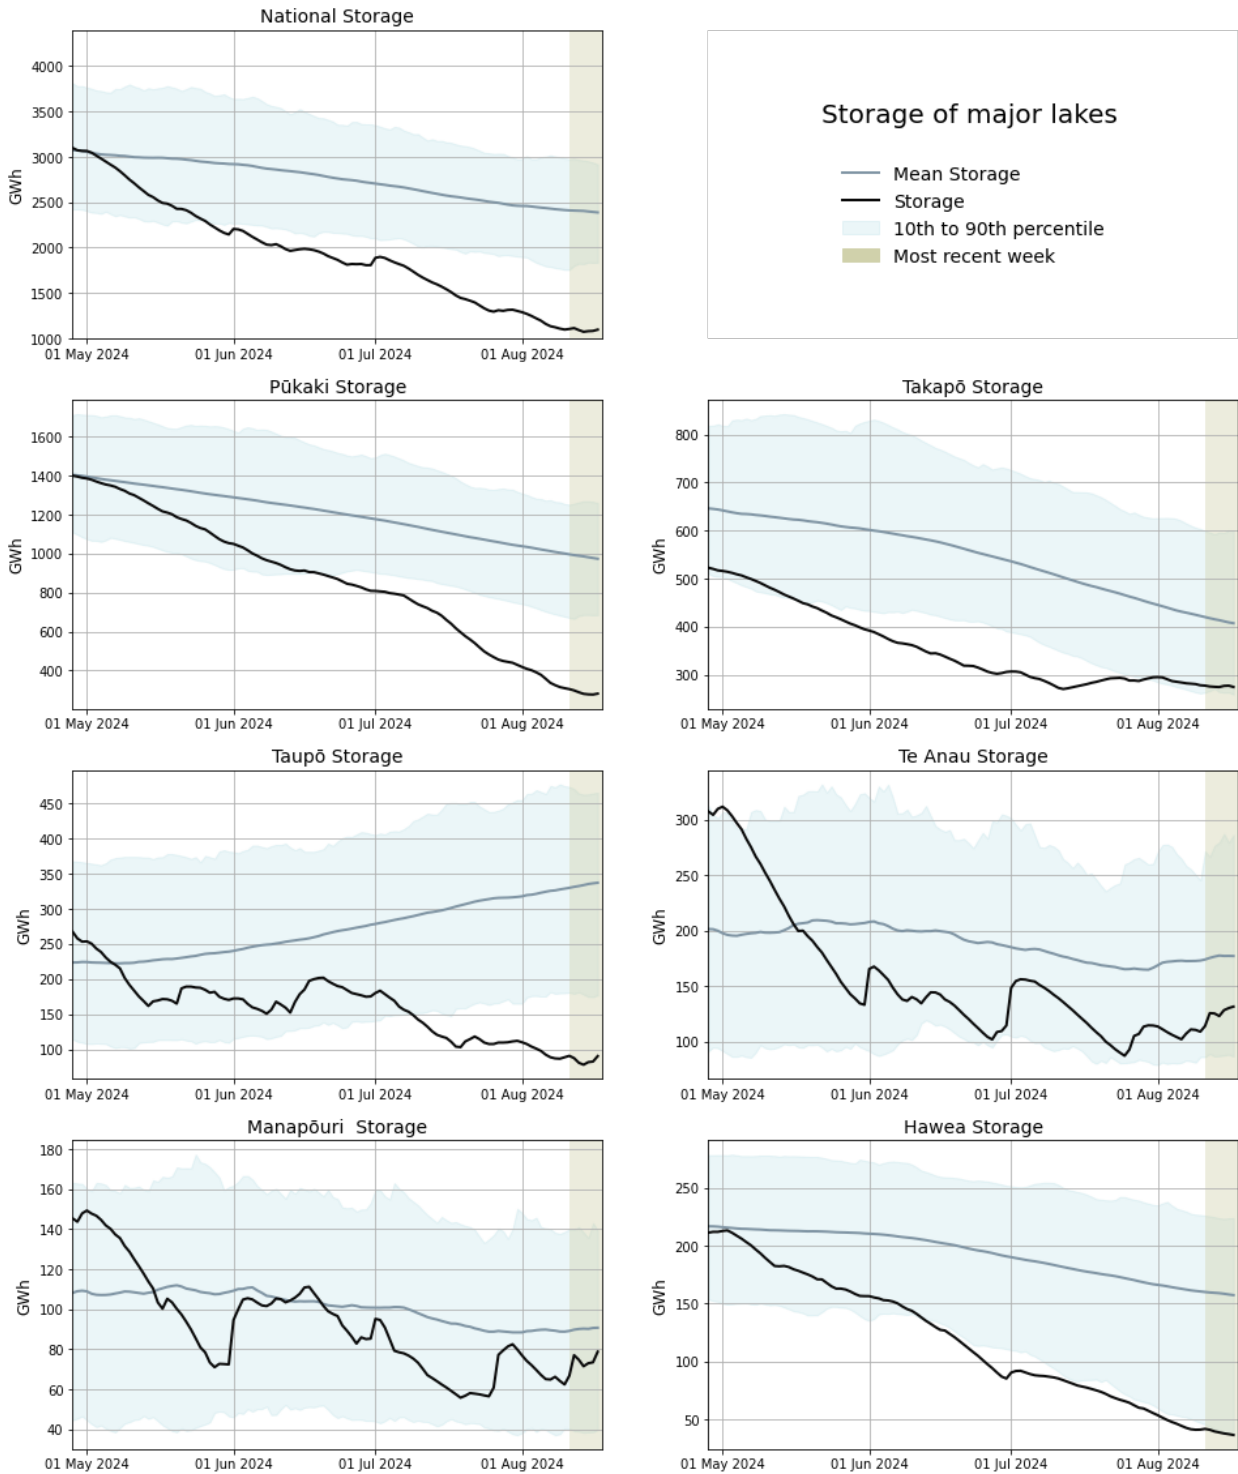 National Storage
GWh
4000
3500
3000
2500
2000
1500
1000
01 May 2024 01 Jun 2024 01 Jul 2024 01 Aug 2024
Storage of major lakes
Mean Storage
Storage
10th to 90th percentile
Most recent week
Pūkaki Storage
GWh
1600
1400
1200
1000
800
600
400
01 May 2024 01 Jun 2024 01 Jul 2024 01 Aug 2024
Takapō Storage
GWh
800
700
600
500
400
300
01 May 2024 01 Jun 2024 01 Jul 2024 01 Aug 2024
Taupō Storage
GWh
450
400
350
300
250
200
150
100
01 May 2024 01 Jun 2024 01 Jul 2024 01 Aug 2024
Te Anau Storage
GWh
300
250
200
150
100
01 May 2024 01 Jun 2024 01 Jul 2024 01 Aug 2024
Manapōuri  Storage
GWh
180
160
140
120
100
80
60
40
01 May 2024 01 Jun 2024 01 Jul 2024 01 Aug 2024
Hawea Storage
GWh
250
200
150
100
50
01 May 2024 01 Jun 2024 01 Jul 2024 01 Aug 2024